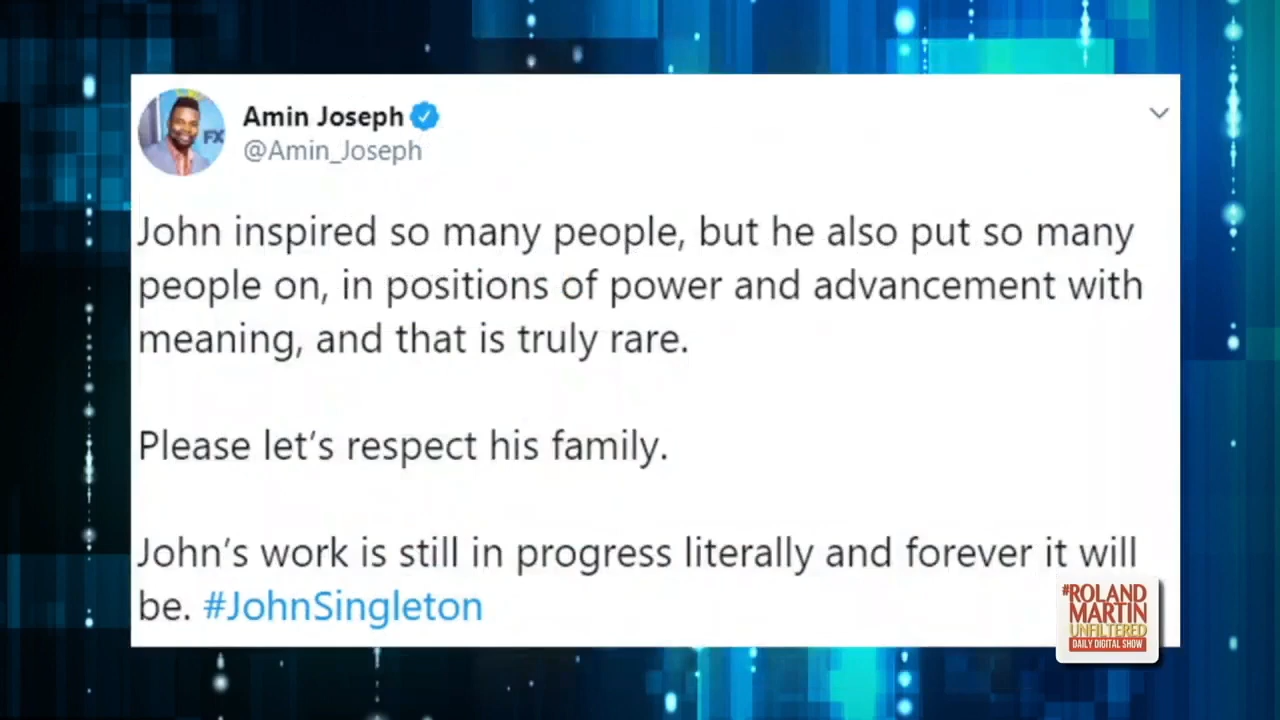 Amin Joseph
@Amin_Joseph
FX
John inspired so many people, but he also put so many
people on, in positions of power and advancement with
meaning, and that is truly rare.
Please let’s respect his family.
John’s work is still in progress literally and forever it will
be. #JohnSingleton
#ROLAND
MARTIN
UNFILTERED
DAILY DIGITAL SHOW